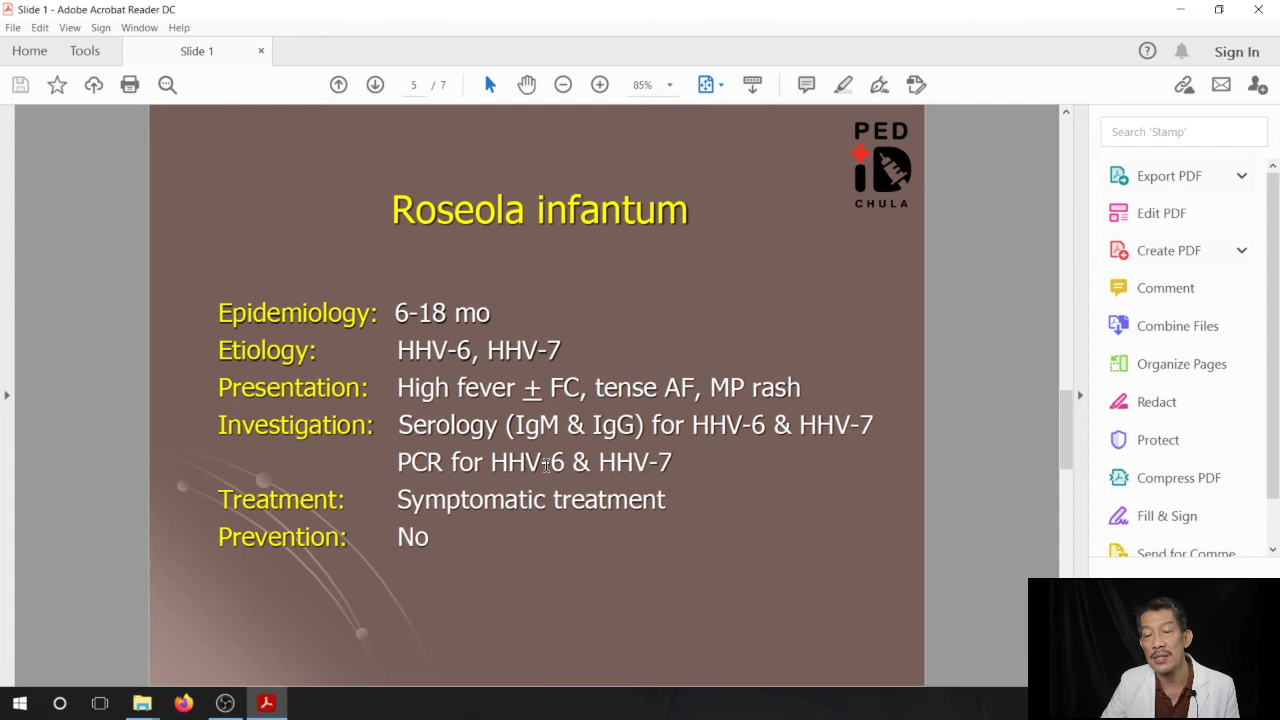 Slide 1 - Adobe Acrobat Reader DC
File Edit View Sign Window Help
Home Tools Slide 1 × Sign In
5 / 7 85%
PED
iD
CHULA
Roseola infantum
Epidemiology: 6-18 mo
Etiology: HHV-6, HHV-7
Presentation: High fever ± FC, tense AF, MP rash
Investigation: Serology (IgM & IgG) for HHV-6 & HHV-7
PCR for HHV-6 & HHV-7
Treatment: Symptomatic treatment
Prevention: No
Search 'Stamp'
Export PDF
Edit PDF
Create PDF
Comment
Combine Files
Organize Pages
Redact
Protect
Compress PDF
Fill & Sign
Send for Comme